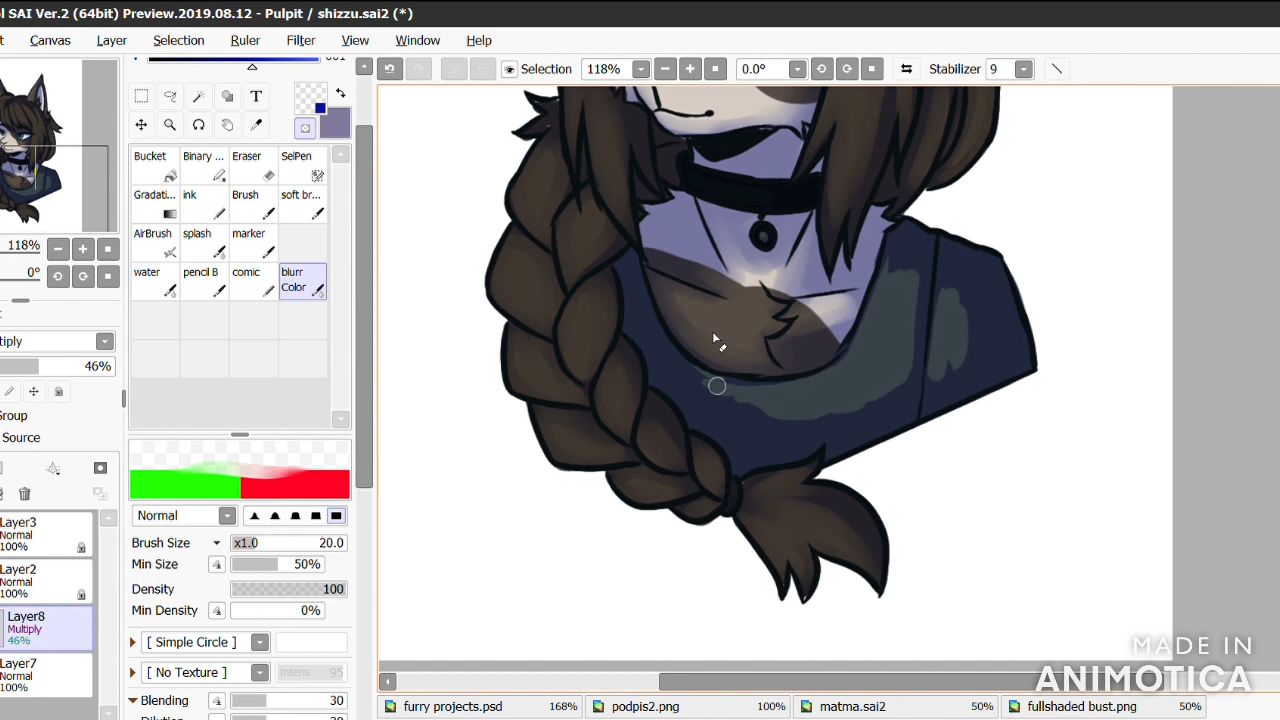 ol SAI Ver.2 (64bit) Preview.2019.08.12 - Pulpit / shizzu.sai2 (*)
Canvas Layer Selection Ruler Filter View Window Help
Selection 118% 0.0° Stabilizer 9
T
Bucket Binary ... Eraser SelPen
Gradati... ink Brush soft br...
AirBrush splash marker
water pencil B comic blurr Color
118%
0°
iply
46%
Group
Source
Normal
Brush Size x1.0 20.0
Min Size 50%
Density 100
Min Density 0%
[ Simple Circle ]
[ No Texture ] Intens. 95
Blending 30
Layer3
Normal
100%
Layer2
Normal
100%
Layer8
Multiply
46%
Layer7
Normal
100%
furry projects.psd 168% podpis2.png 100% matma.sai2 50% fullshaded bust.png 50%
MADE IN
ANIMOTICA